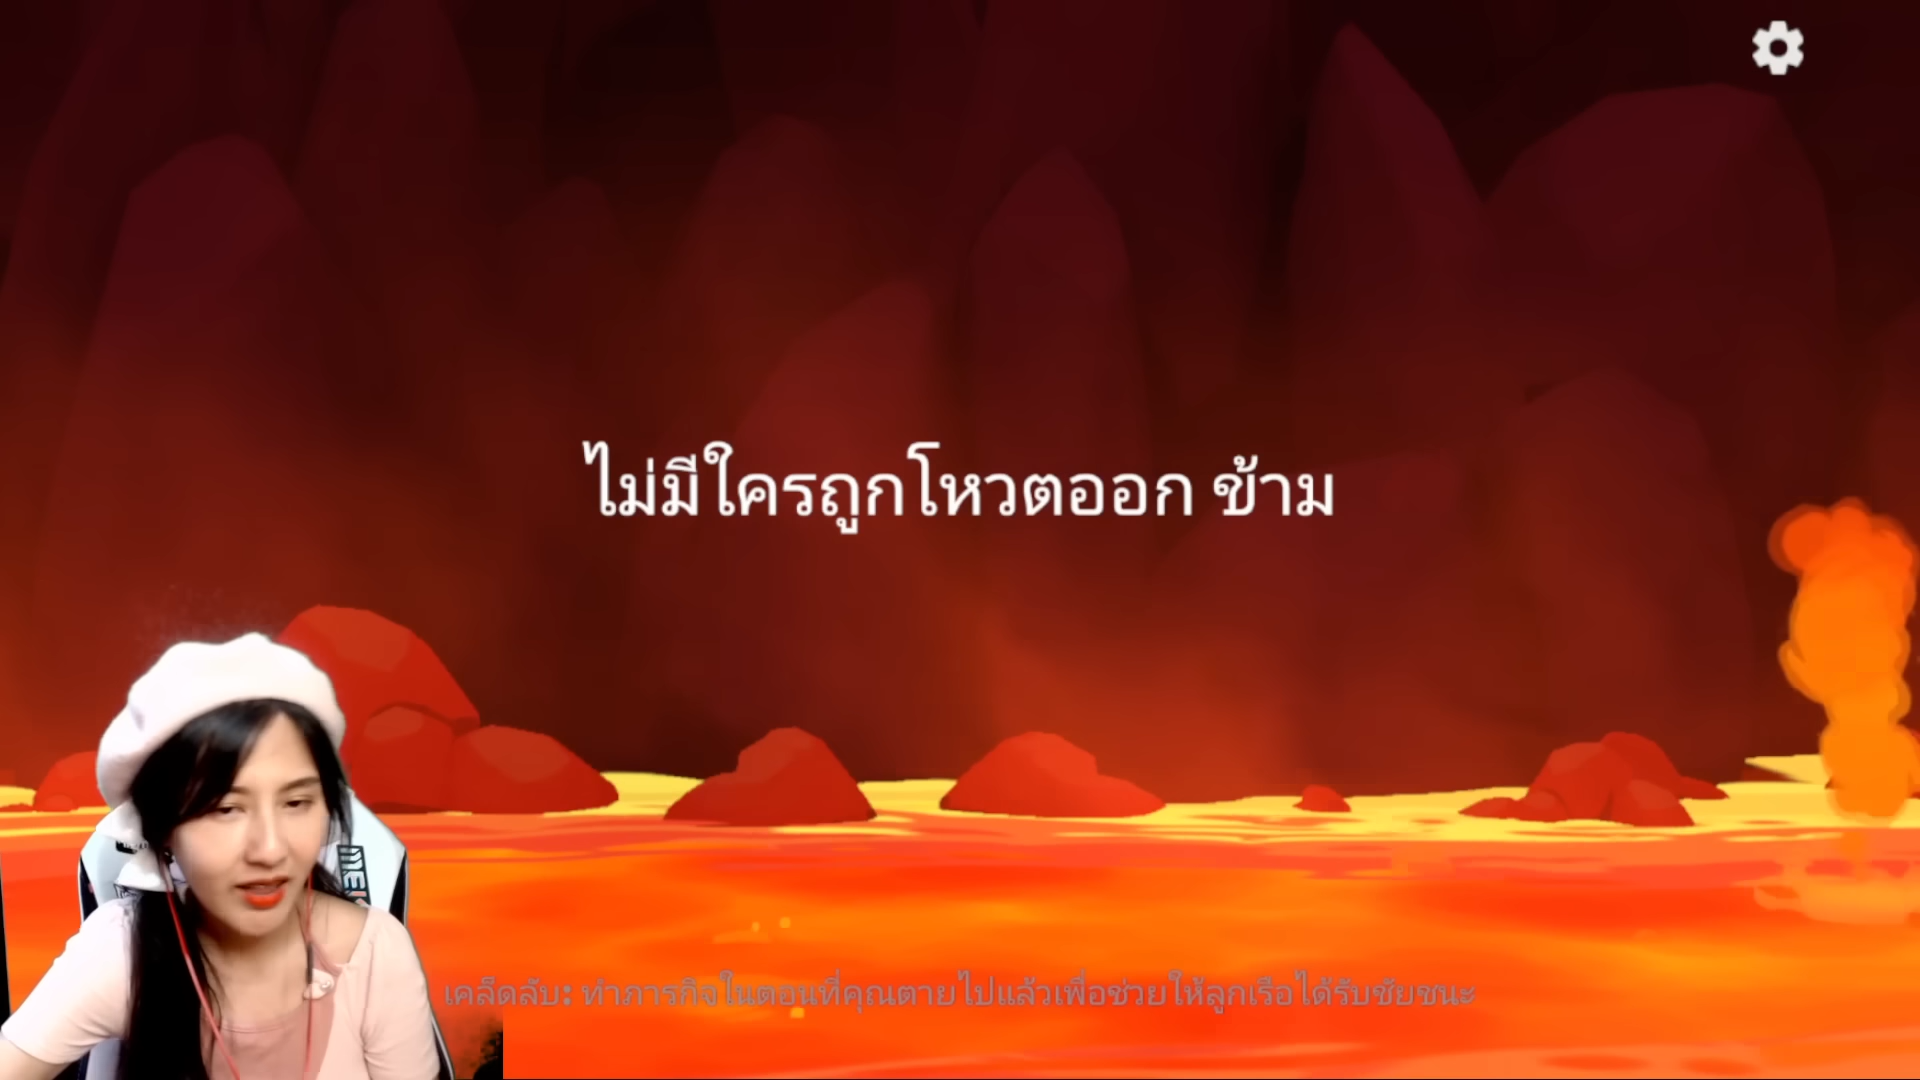 ไม่มีใครถูกโหวตออก ข้าม
เคล็ดลับ: ทำภารกิจในตอนที่คุณตายไปแล้วเพื่อช่วยให้ลูกเรือได้รับชัยชนะ